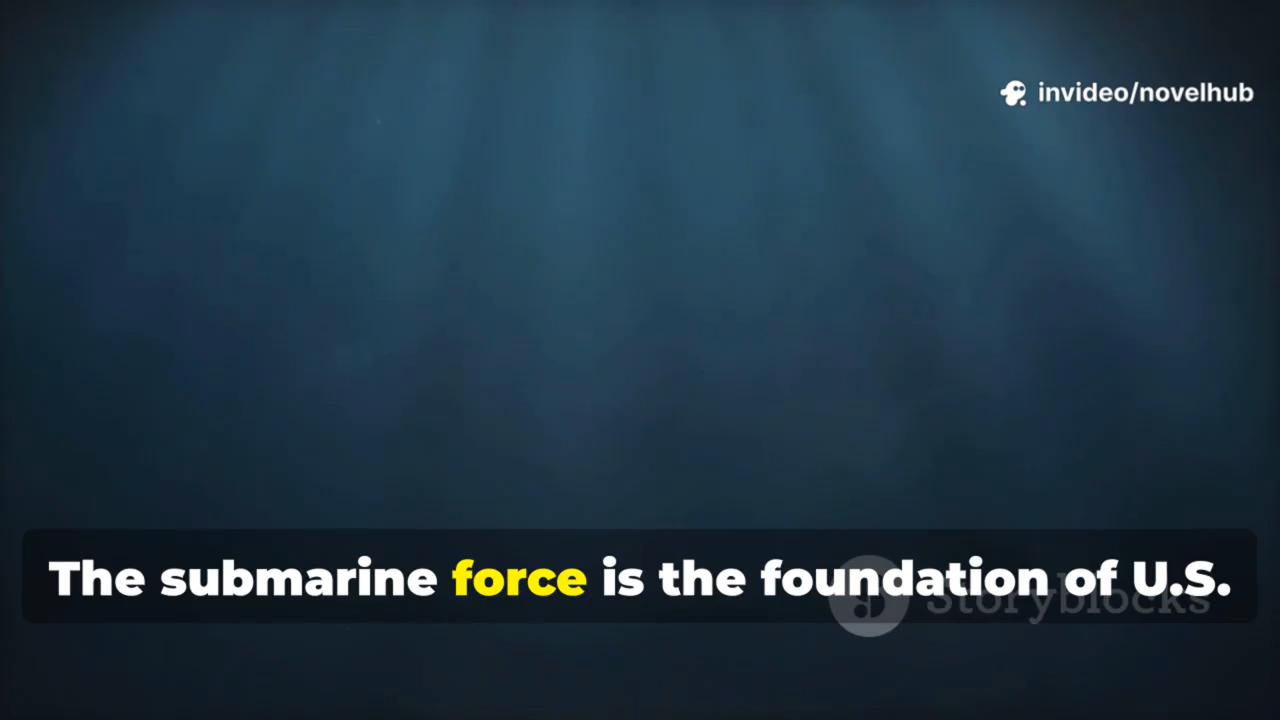 invideo/novelhub
The submarine force is the foundation of U.S.
Storyblocks